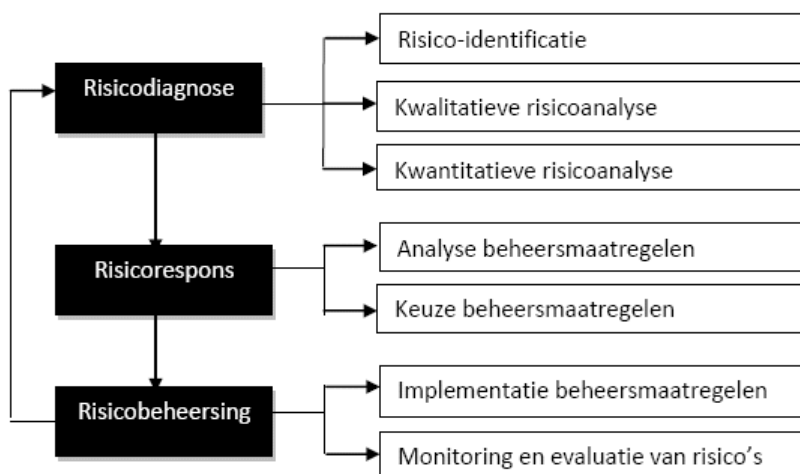 Risicodiagnose
Risico-identificatie
Kwalitatieve risicoanalyse
Kwantitatieve risicoanalyse
Risicorespons
Analyse beheersmaatregelen
Keuze beheersmaatregelen
Risicobeheersing
Implementatie beheersmaatregelen
Monitoring en evaluatie van risico’s